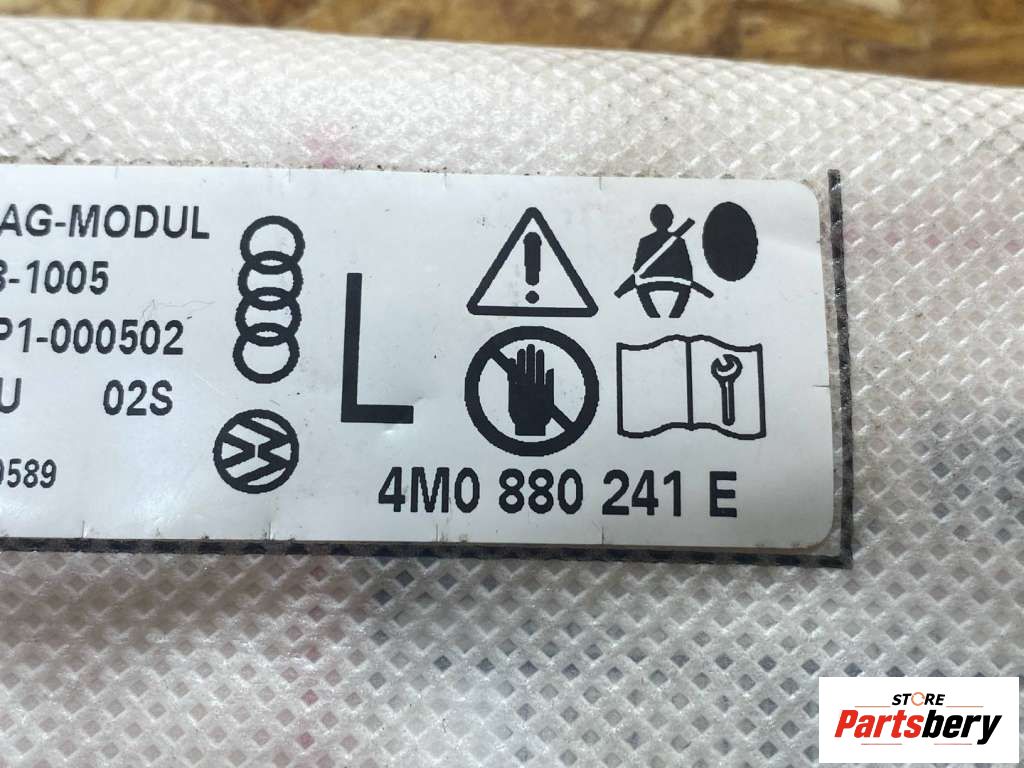 AG-MODUL
3-1005
P1-000502
U 02S
0589
L
4M0 880 241 E
STORE
Partsbery